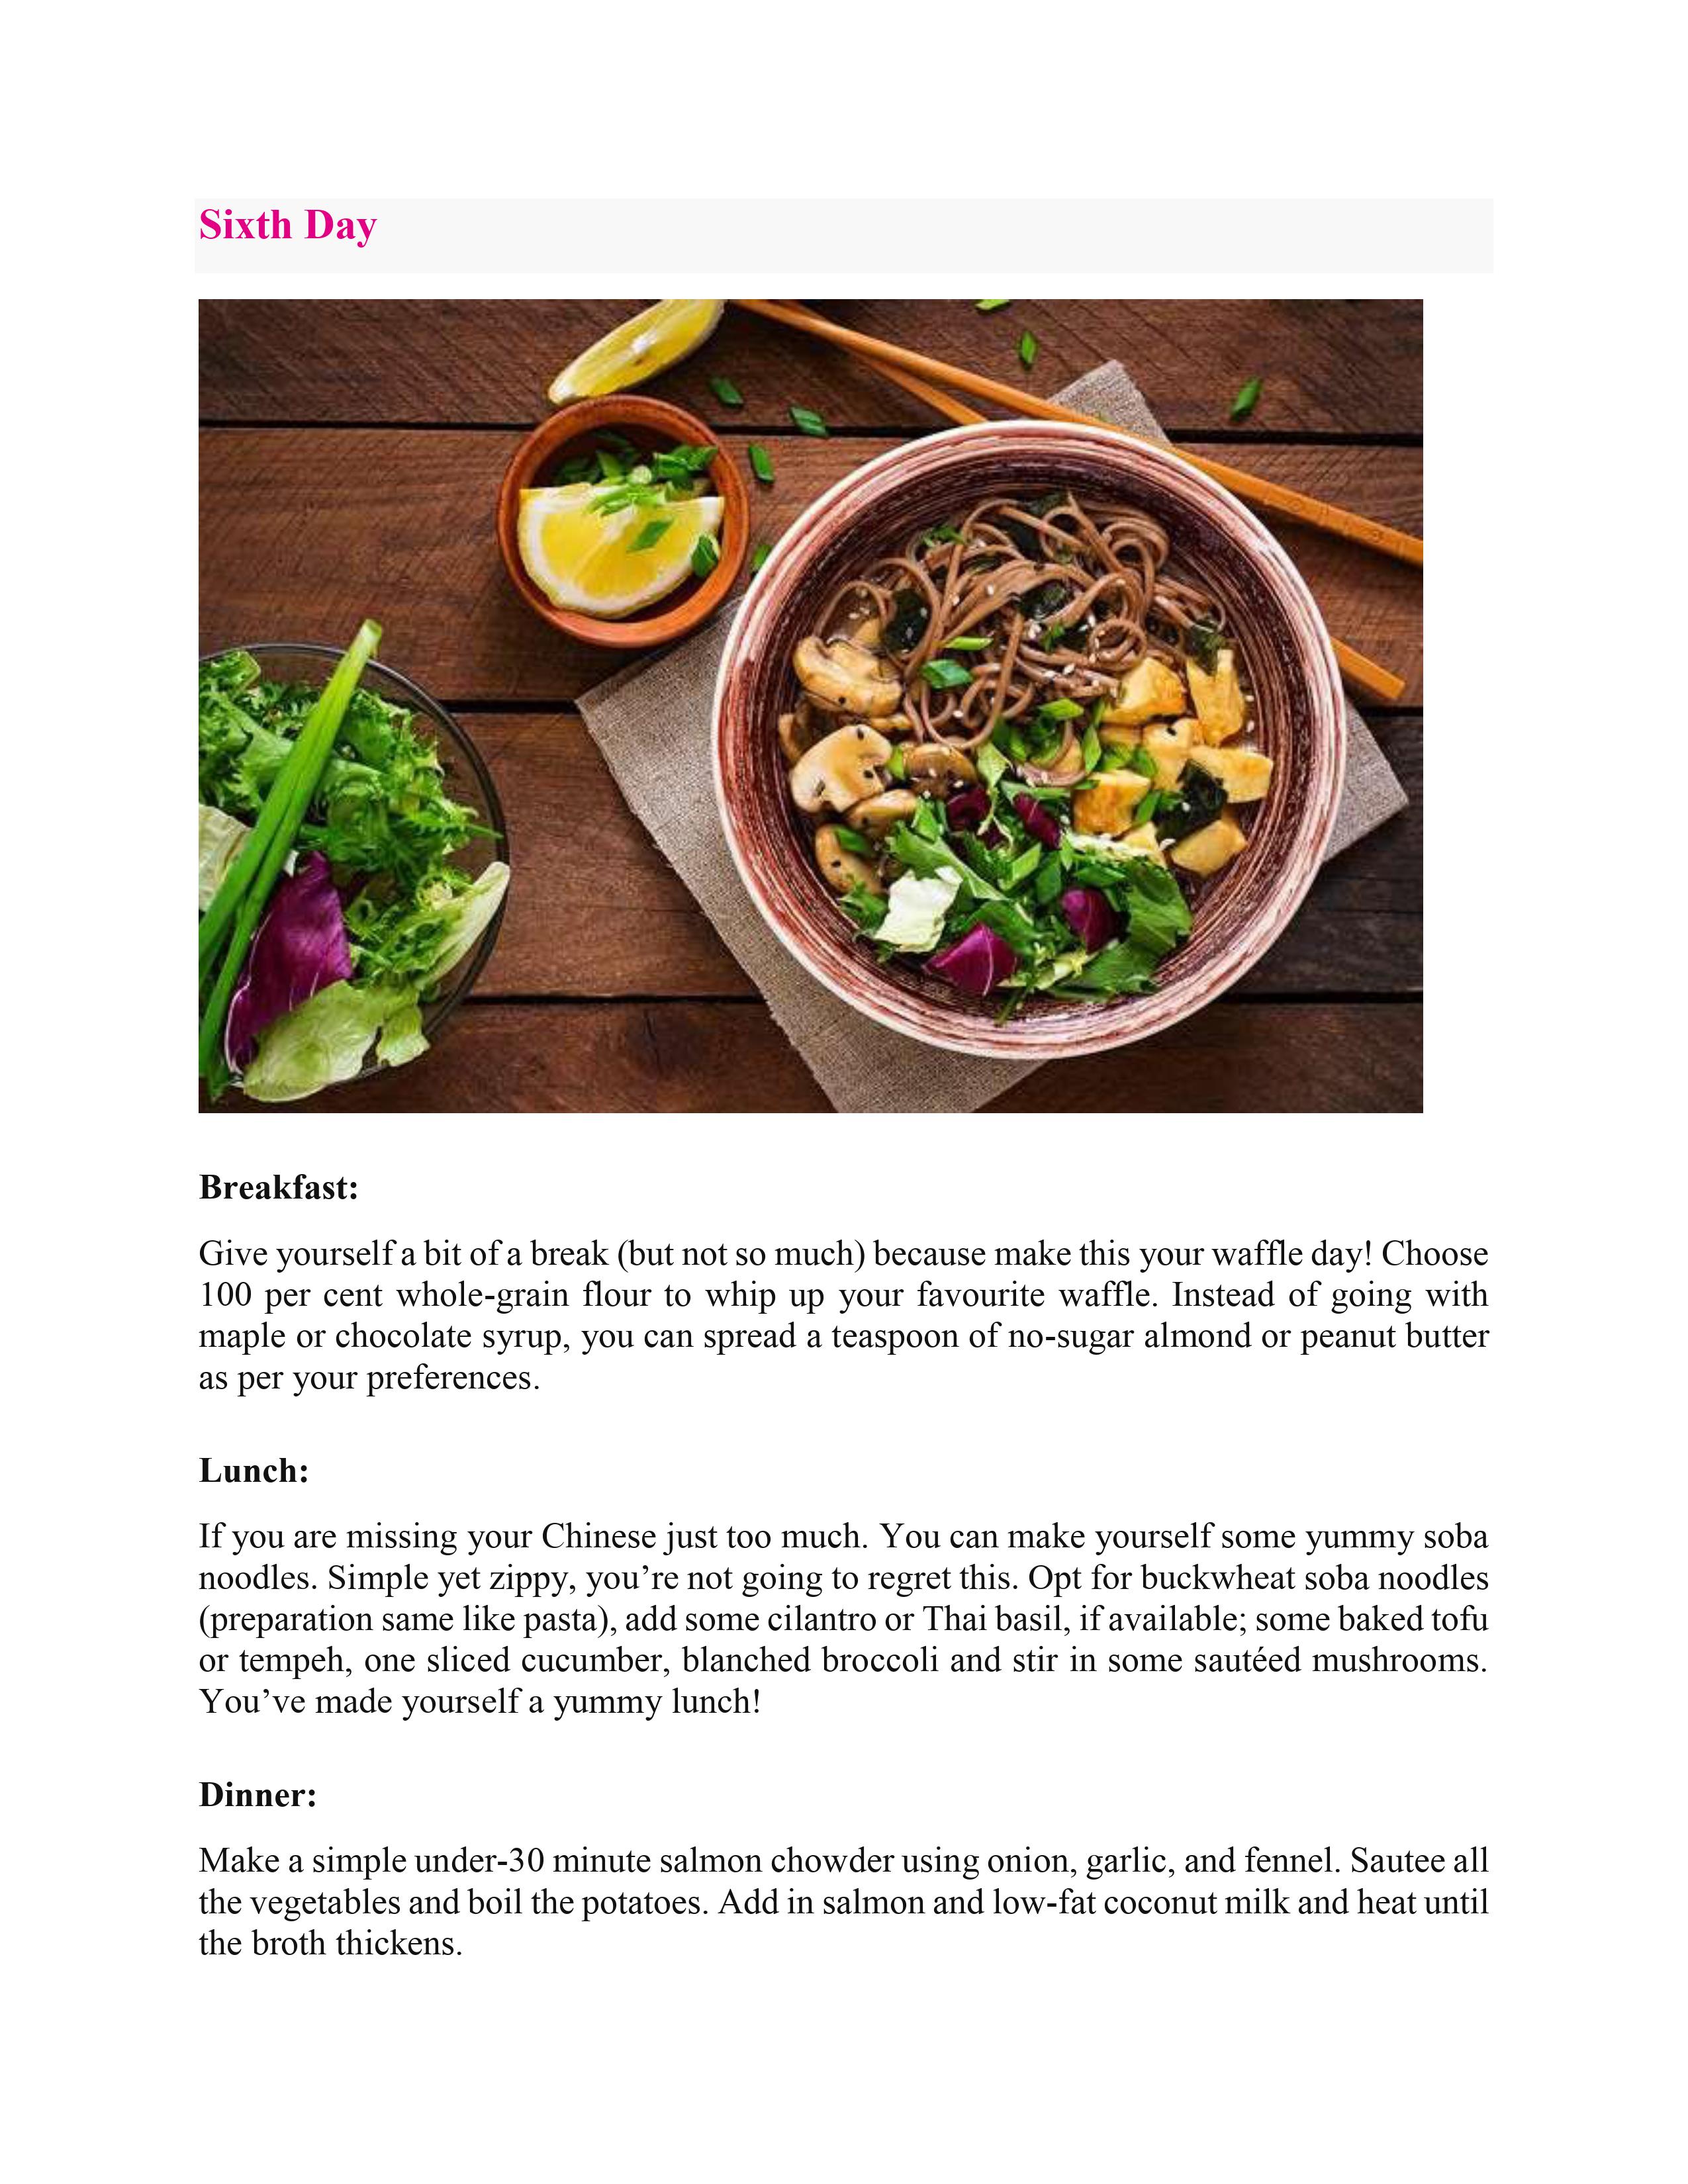 Sixth Day
Breakfast:
Give yourself a bit of a break (but not so much) because make this your waffle day! Choose
100 per cent whole-grain flour to whip up your favourite waffle. Instead of going with
maple or chocolate syrup, you can spread a teaspoon of no-sugar almond or peanut butter
as per your preferences.
Lunch:
If you are missing your Chinese just too much. You can make yourself some yummy soba
noodles. Simple yet zippy, you’re not going to regret this. Opt for buckwheat soba noodles
(preparation same like pasta), add some cilantro or Thai basil, if available; some baked tofu
or tempeh, one sliced cucumber, blanched broccoli and stir in some sautéed mushrooms.
You’ve made yourself a yummy lunch!
Dinner:
Make a simple under-30 minute salmon chowder using onion, garlic, and fennel. Sautee all
the vegetables and boil the potatoes. Add in salmon and low-fat coconut milk and heat until
the broth thickens.